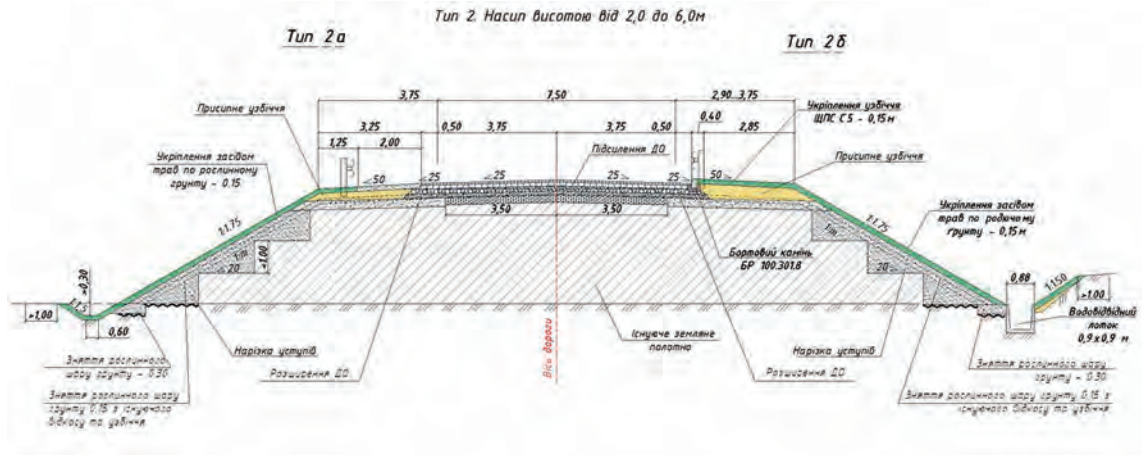 Тип 2. Насип висотою від 2,0 до 6,0м
Тип 2а
Тип 2б
3,75
7,50
2,90...3,75
Присипне узбіччя
Укріплення узбіччя
ЩПС С5 - 0,15м
0,40
3,25
0,50
3,75
3,75
0,50
2,85
1,25
2,00
Підсилення ДО
Присипне узбіччя
Укріплення засівом
трав по рослинному
грунту - 0.15
50
25
25
25
25
50
3,50
3,50
Укріплення засівом
трав по родючому
ґрунту - 0,15м
1:1,75
1:m
1:1,75
1:m
Бортовий камінь
БР 100.30.18
20
>1,00
20
>0,30
0,88
1:1,5
1:1,50
>1,00
>1,00
0,60
Водовідвідний
лоток
0,9х0,9 м
Існуюче земляне
полотно
Вісь дороги
Зняття рослинного
шару грунту - 0.30
Нарізка уступів
Нарізка уступів
Зняття рослинного шару
грунту - 0.30
Розширення ДО
Розширення ДО
Зняття рослинного шару
грунту 0.15 з існуючого
відкосу та узбіччя
Зняття рослинного шару грунту 0.15 з
існуючого відкосу та узбіччя